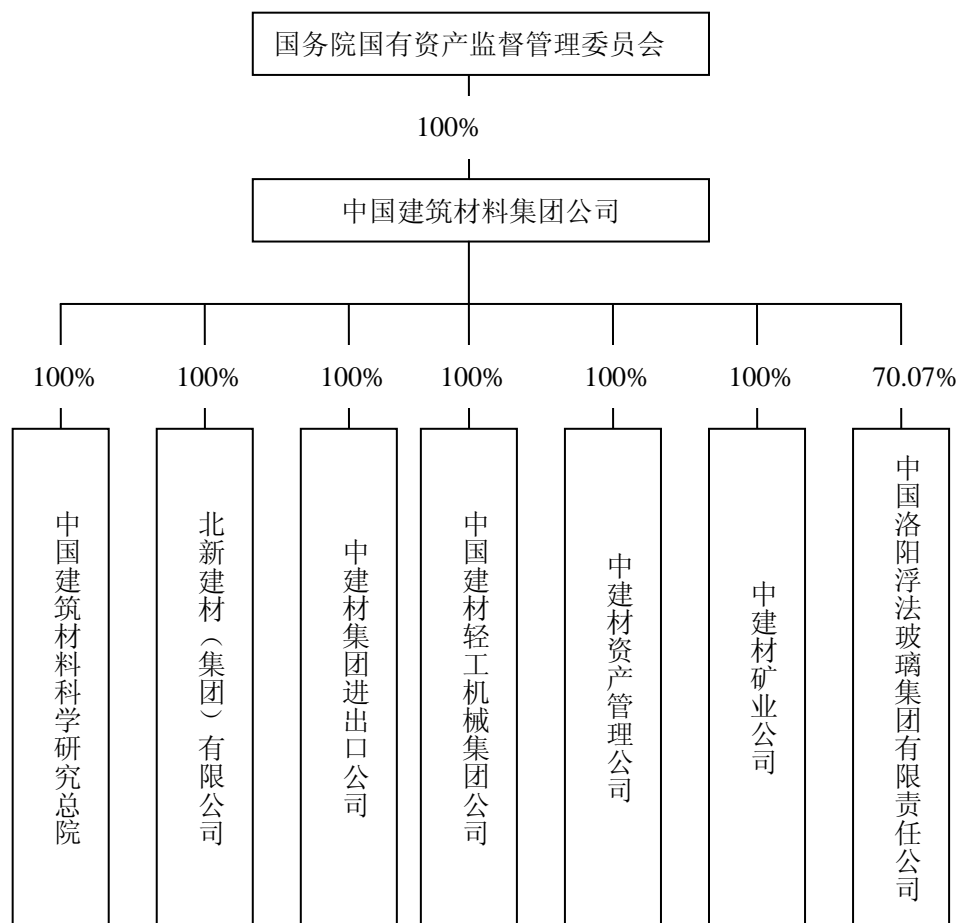 国务院国有资产监督管理委员会
100%
中国建筑材料集团公司
100%
100%
100%
100%
100%
100%
70.07%
中国建筑材料科学研究总院
北新建材（集团）有限公司
中建材集团进出口公司
中国建材轻工机械集团公司
中建材资产管理公司
中建材矿业公司
中国洛阳浮法玻璃集团有限责任公司